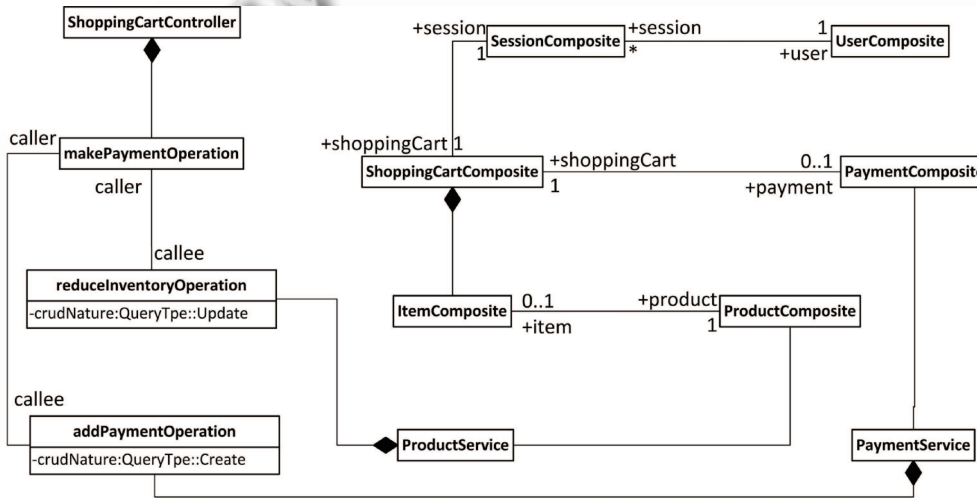 ShoppingCartController
+session
1
SessionComposite
+session
*
1
+user
UserComposite
caller
makePaymentOperation
caller
+shoppingCart 1
ShoppingCartComposite
+shoppingCart
1
0..1
+payment
PaymentComposite
callee
reduceInventoryOperation
-crudNature:QueryTpe::Update
ItemComposite
0..1
+item
+product
1
ProductComposite
callee
addPaymentOperation
-crudNature:QueryTpe::Create
ProductService
PaymentService